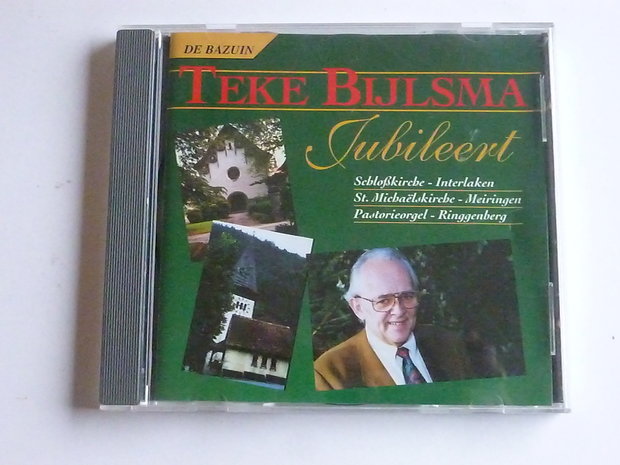 DE BAZUIN
TEKE BIJLSMA
Jubileert
Schloßkirche - Interlaken
St. Michaëlskirche - Meiringen
Pastorieorgel - Ringgenberg